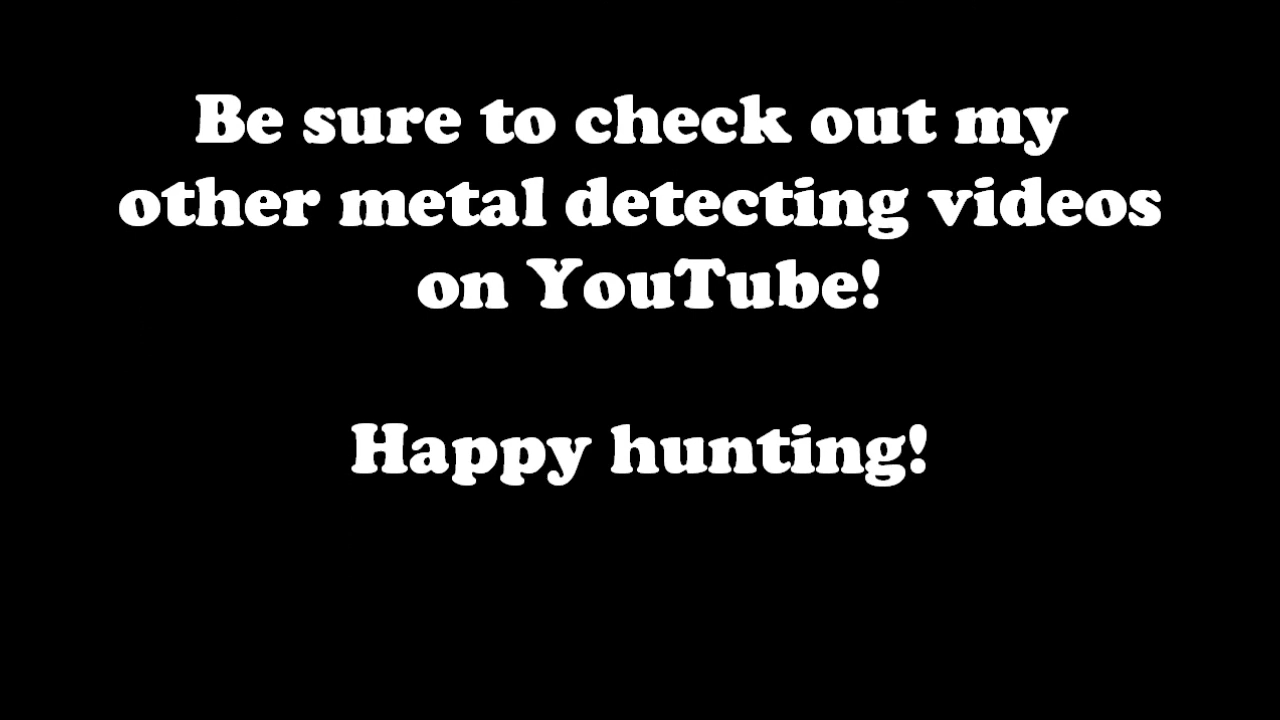 Be sure to check out my
other metal detecting videos
on YouTube!
Happy hunting!